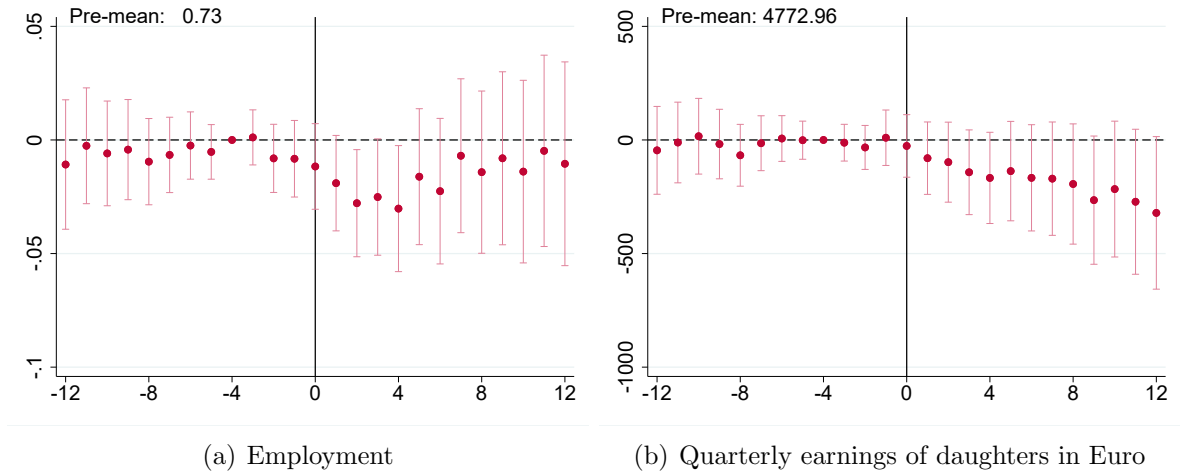 Pre-mean: 0.73
.05
0
-.05
-.1
-12 -8 -4 0 4 8 12
(a) Employment
Pre-mean: 4772.96
500
0
-500
-1000
-12 -8 -4 0 4 8 12
(b) Quarterly earnings of daughters in Euro